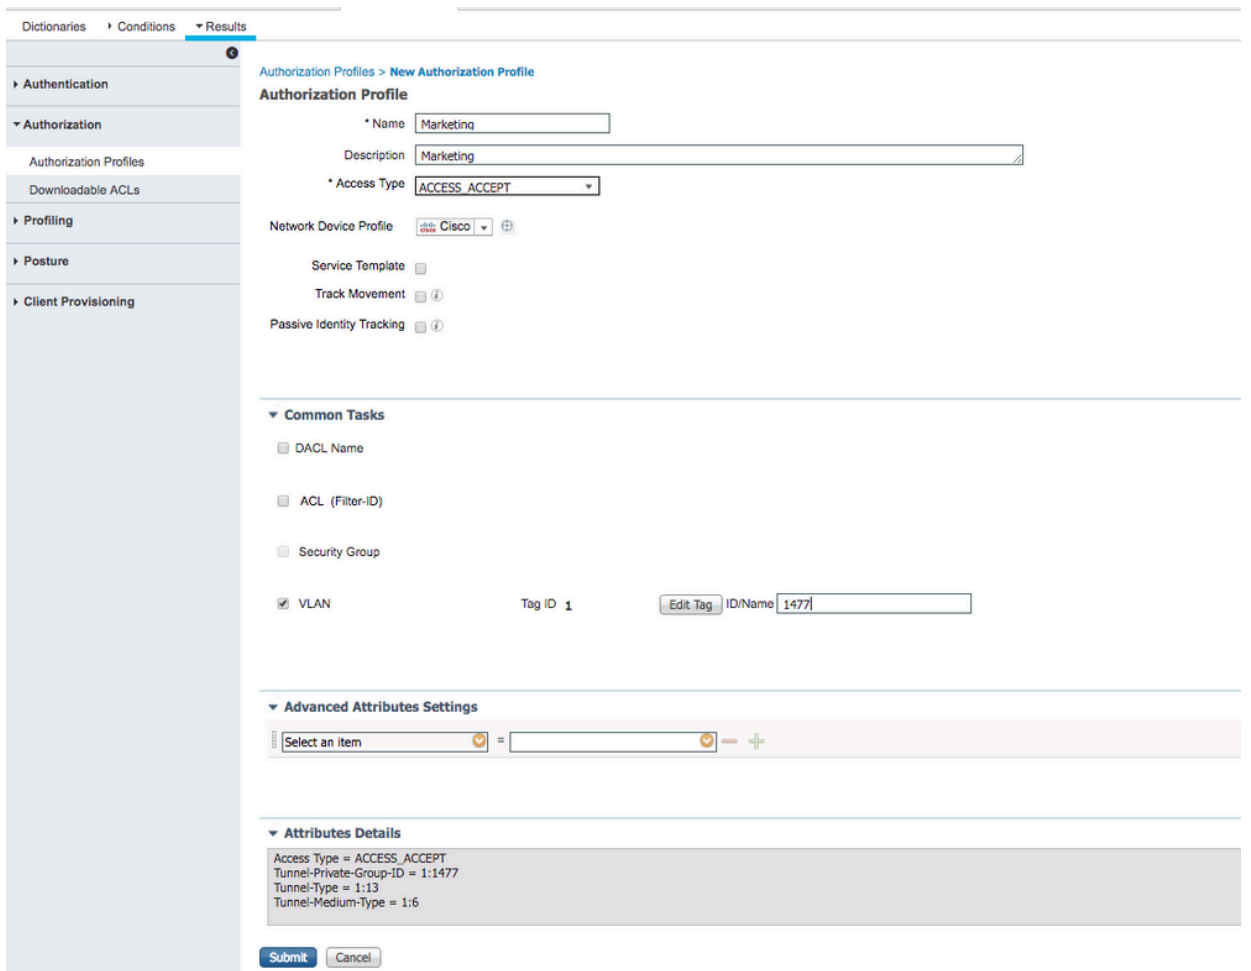 Dictionaries Conditions Results
Authentication
Authorization
Authorization Profiles
Downloadable ACLs
Profiling
Posture
Client Provisioning
Authorization Profiles > New Authorization Profile
Authorization Profile
* Name Marketing
Description Marketing
* Access Type ACCESS_ACCEPT
Network Device Profile Cisco
Service Template
Track Movement
Passive Identity Tracking
Common Tasks
DACL Name
ACL (Filter-ID)
Security Group
VLAN Tag ID 1 Edit Tag ID/Name 1477
Advanced Attributes Settings
Select an item =
Attributes Details
Access Type = ACCESS_ACCEPT
Tunnel-Private-Group-ID = 1:1477
Tunnel-Type = 1:13
Tunnel-Medium-Type = 1:6
Submit Cancel